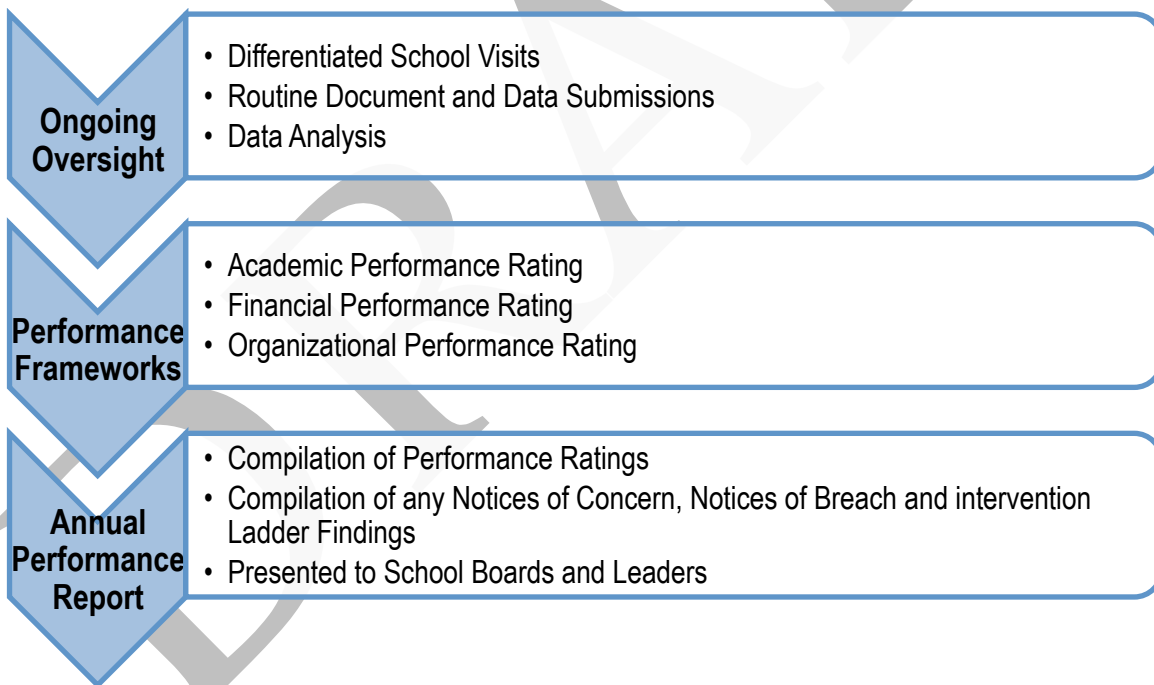 Ongoing
Oversight
• Differentiated School Visits
• Routine Document and Data Submissions
• Data Analysis
Performance
Frameworks
• Academic Performance Rating
• Financial Performance Rating
• Organizational Performance Rating
Annual
Performance
Report
• Compilation of Performance Ratings
• Compilation of any Notices of Concern, Notices of Breach and intervention
Ladder Findings
• Presented to School Boards and Leaders
DRA